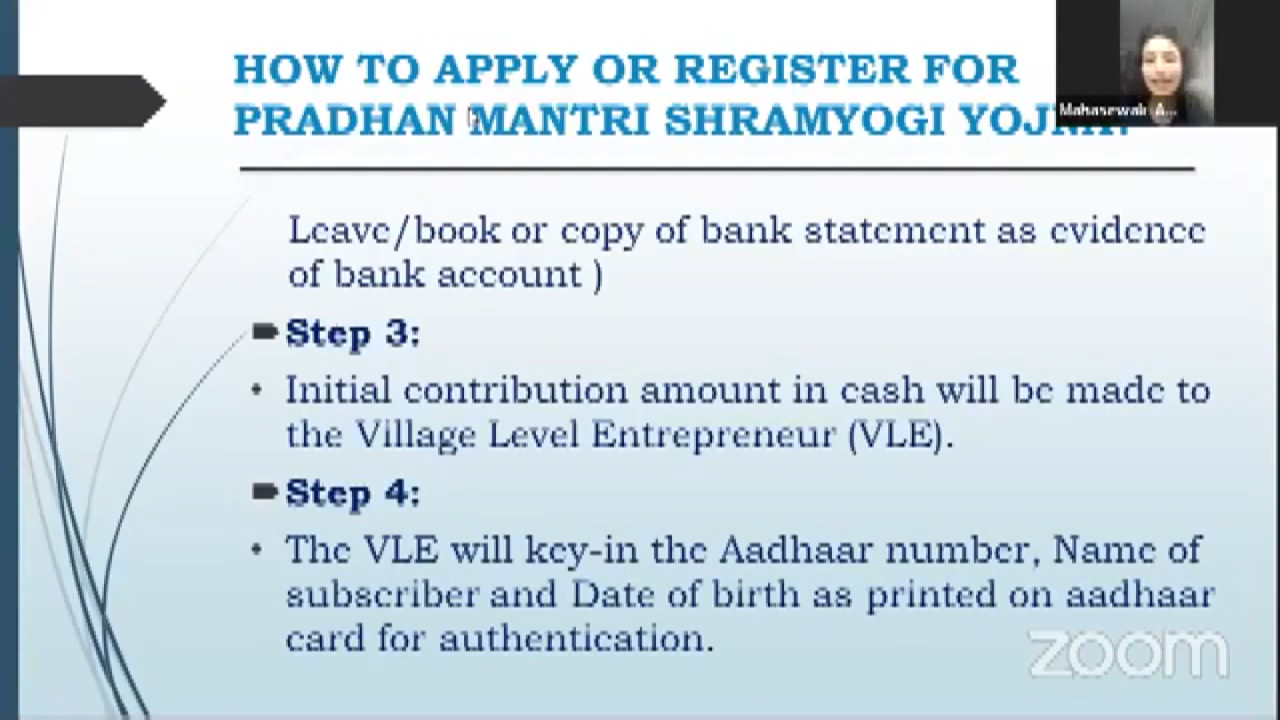 HOW TO APPLY OR REGISTER FOR
PRADHAN MANTRI SHRAMYOGI
Mahasewak A...
Leave/book or copy of bank statement as evidence
of bank account )
Step 3:
• Initial contribution amount in cash will be made to
the Village Level Entrepreneur (VLE).
Step 4:
• The VLE will key-in the Aadhaar number, Name of
subscriber and Date of birth as printed on aadhaar
card for authentication.
zoom